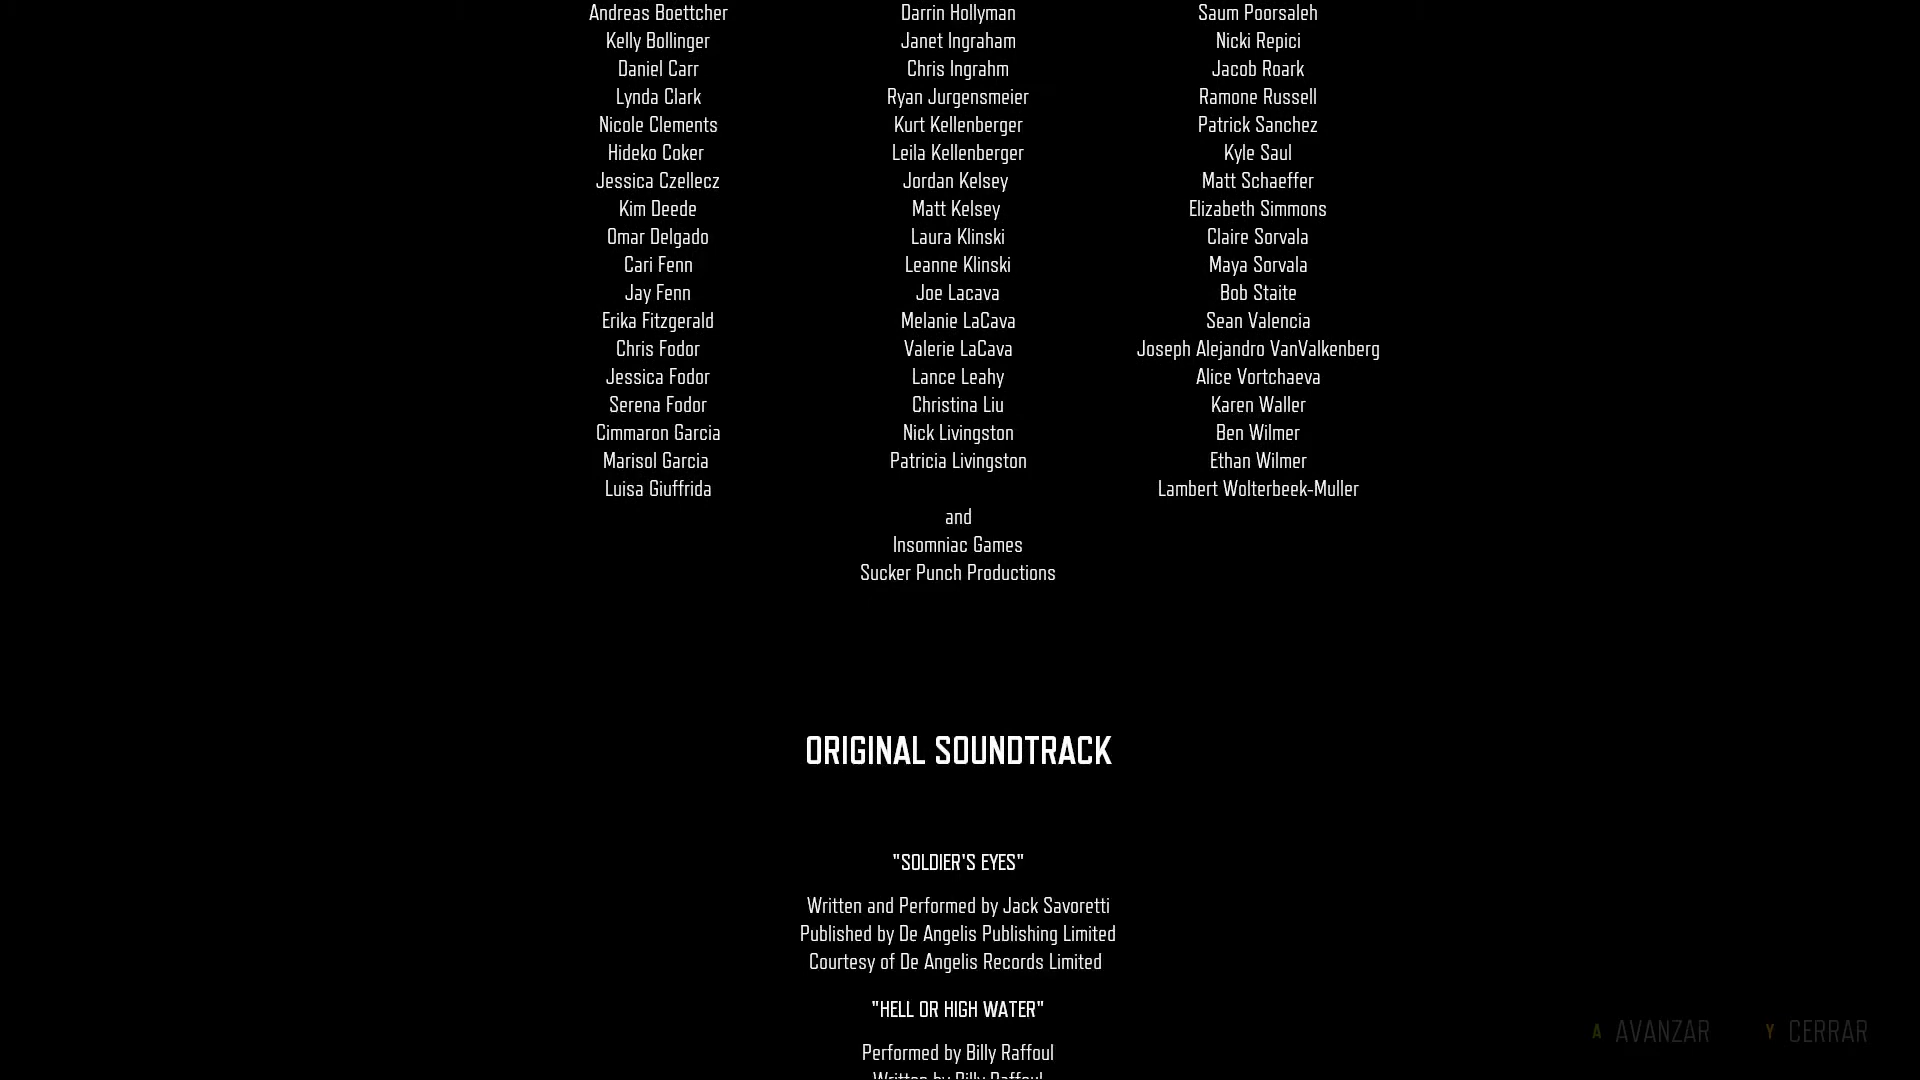 Andreas Boettcher
Kelly Bollinger
Daniel Carr
Lynda Clark
Nicole Clements
Hideko Coker
Jessica Czellecz
Kim Deede
Omar Delgado
Cari Fenn
Jay Fenn
Erika Fitzgerald
Chris Fodor
Jessica Fodor
Serena Fodor
Cimmaron Garcia
Marisol Garcia
Luisa Giuffrida
Darrin Hollyman
Janet Ingraham
Chris Ingrahm
Ryan Jurgensmeier
Kurt Kellenberger
Leila Kellenberger
Jordan Kelsey
Matt Kelsey
Laura Klinski
Leanne Klinski
Joe Lacava
Melanie LaCava
Valerie LaCava
Lance Leahy
Christina Liu
Nick Livingston
Patricia Livingston
Saum Poorsaleh
Nicki Repici
Jacob Roark
Ramone Russell
Patrick Sanchez
Kyle Saul
Matt Schaeffer
Elizabeth Simmons
Claire Sorvala
Maya Sorvala
Bob Staite
Sean Valencia
Joseph Alejandro VanValkenberg
Alice Vortchaeva
Karen Waller
Ben Wilmer
Ethan Wilmer
Lambert Wolterbeek-Muller
and
Insomniac Games
Sucker Punch Productions
ORIGINAL SOUNDTRACK
"SOLDIER'S EYES"
Written and Performed by Jack Savoretti
Published by De Angelis Publishing Limited
Courtesy of De Angelis Records Limited
"HELL OR HIGH WATER"
Performed by Billy Raffoul
Written by Billy Raffoul
A AVANZAR
Y CERRAR